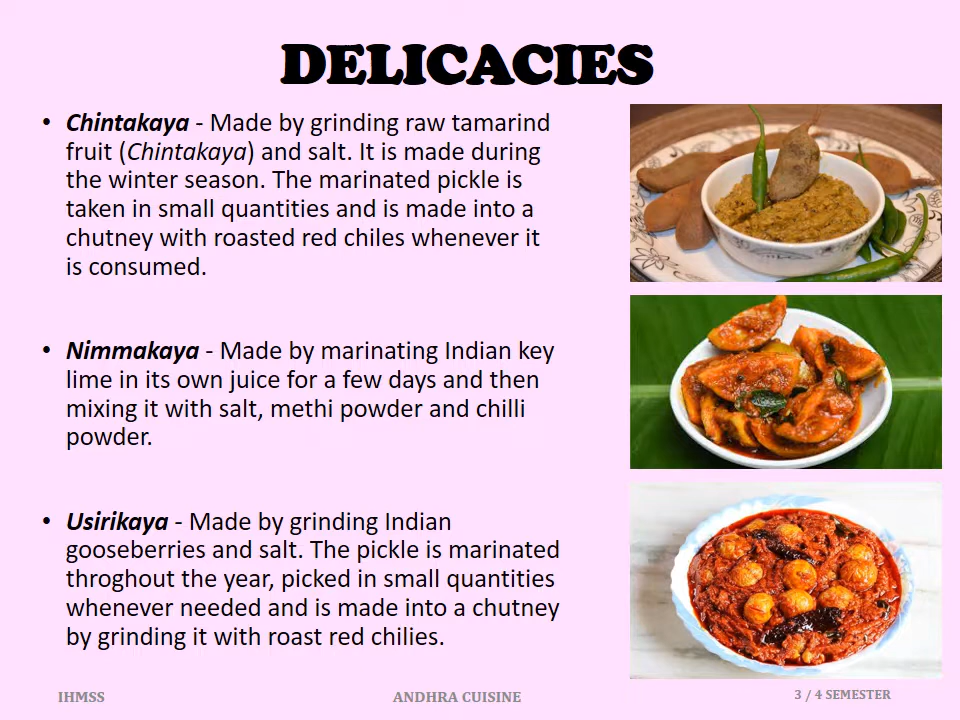 DELICACIES
• Chintakaya - Made by grinding raw tamarind
fruit (Chintakaya) and salt. It is made during
the winter season. The marinated pickle is
taken in small quantities and is made into a
chutney with roasted red chiles whenever it
is consumed.
• Nimmakaya - Made by marinating Indian key
lime in its own juice for a few days and then
mixing it with salt, methi powder and chilli
powder.
• Usirikaya - Made by grinding Indian
gooseberries and salt. The pickle is marinated
throghout the year, picked in small quantities
whenever needed and is made into a chutney
by grinding it with roast red chilies.
IHMSS
ANDHRA CUISINE
3 / 4 SEMESTER